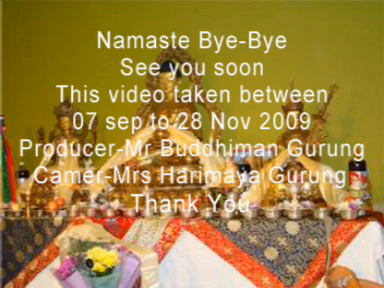 Namaste Bye-Bye
See you soon
This video taken between
07 sep to 28 Nov 2009
Producer-Mr Buddhiman Gurung
Camer-Mrs Harimaya Gurung
Thank You